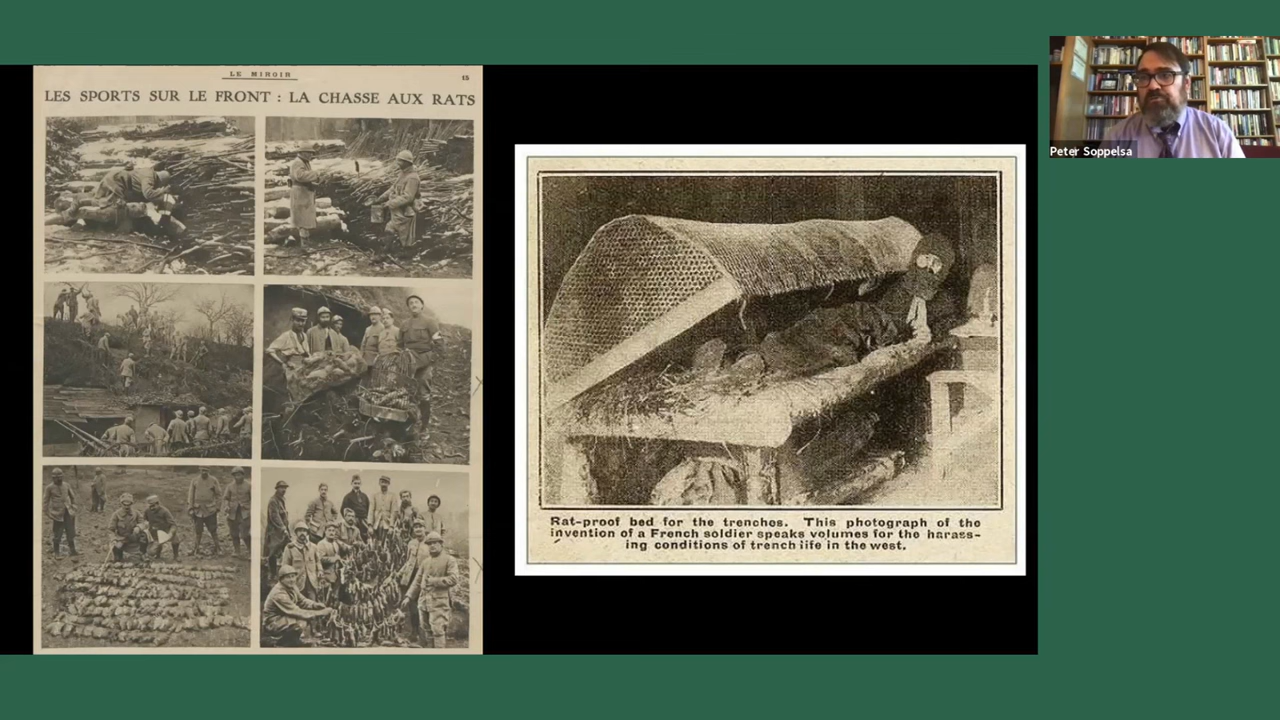 LE MIROIR
15
LES SPORTS SUR LE FRONT : LA CHASSE AUX RATS
Rat-proof bed for the trenches. This photograph of the
invention of a French soldier speaks volumes for the harass-
ing conditions of trench life in the west.
Peter Soppelsa